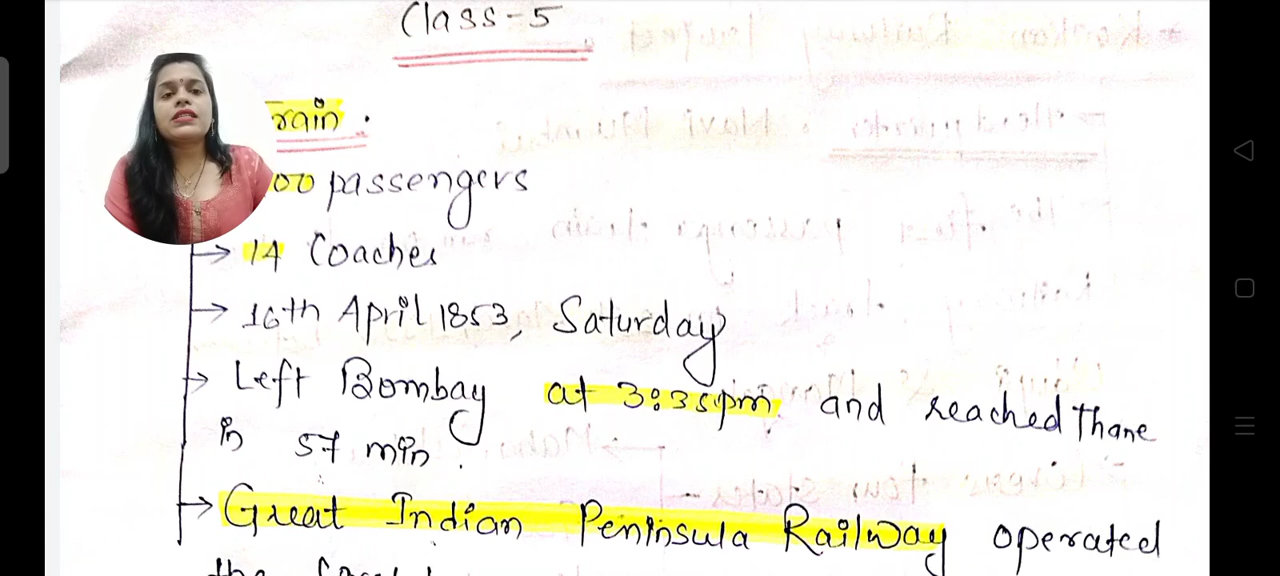 Class-5
rain.
00 passengers
→ 14 Coaches
→ 16th April 1853, Saturday
→ Left Bombay at 3:35pm and reached Thane
in 57 min.
→ Great Indian Peninsula Railway operated
the